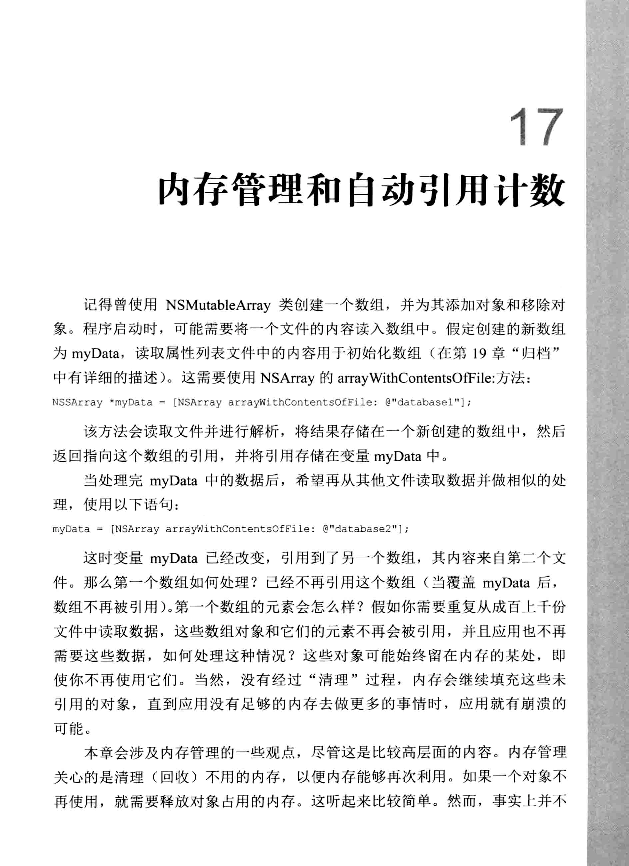 17
内存管理和自动引用计数
记得曾使用 NSMutableArray 类创建一个数组，并为其添加对象和移除对
象。程序启动时，可能需要将一个文件的内容读入数组中。假定创建的新数组
为 myData，读取属性列表文件中的内容用于初始化数组（在第 19 章“归档”
中有详细的描述）。这需要使用 NSArray 的 arrayWithContentsOfFile:方法：
NSSArray *myData = [NSArray arrayWithContentsOfFile: @"database1"];
该方法会读取文件并进行解析，将结果存储在一个新创建的数组中，然后
返回指向这个数组的引用，并将引用存储在变量 myData 中。
当处理完 myData 中的数据后，希望再从其他文件读取数据并做相似的处
理，使用以下语句：
myData = [NSArray arrayWithContentsOfFile: @"database2"];
这时变量 myData 已经改变，引用到了另一个数组，其内容来自第二个文
件。那么第一个数组如何处理？已经不再引用这个数组（当覆盖 myData 后，
数组不再被引用）。第一个数组的元素会怎么样？假如你需要重复从成百上千份
文件中读取数据，这些数组对象和它们的元素不再会被引用，并且应用也不再
需要这些数据，如何处理这种情况？这些对象可能始终留在内存的某处，即
使你不再使用它们。当然，没有经过“清理”过程，内存会继续填充这些未
引用的对象，直到应用没有足够的内存去做更多的事情时，应用就有崩溃的
可能。
本章会涉及内存管理的一些观点，尽管这是比较高层面的内容。内存管理
关心的是清理（回收）不用的内存，以便内存能够再次利用。如果一个对象不
再使用，就需要释放对象占用的内存。这听起来比较简单。然而，事实上并不